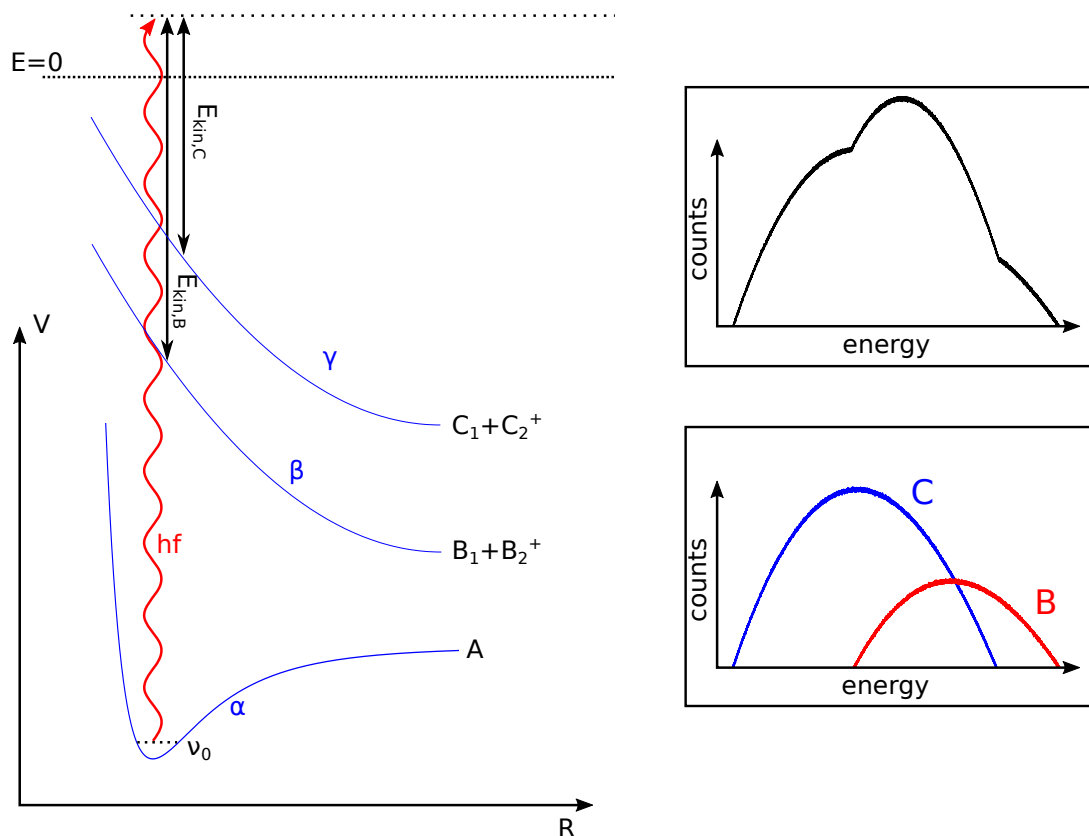 E=0
E_kin,C
E_kin,B
V
γ
C₁+C₂⁺
β
B₁+B₂⁺
hf
A
α
ν₀
R
counts
energy
C
B
counts
energy